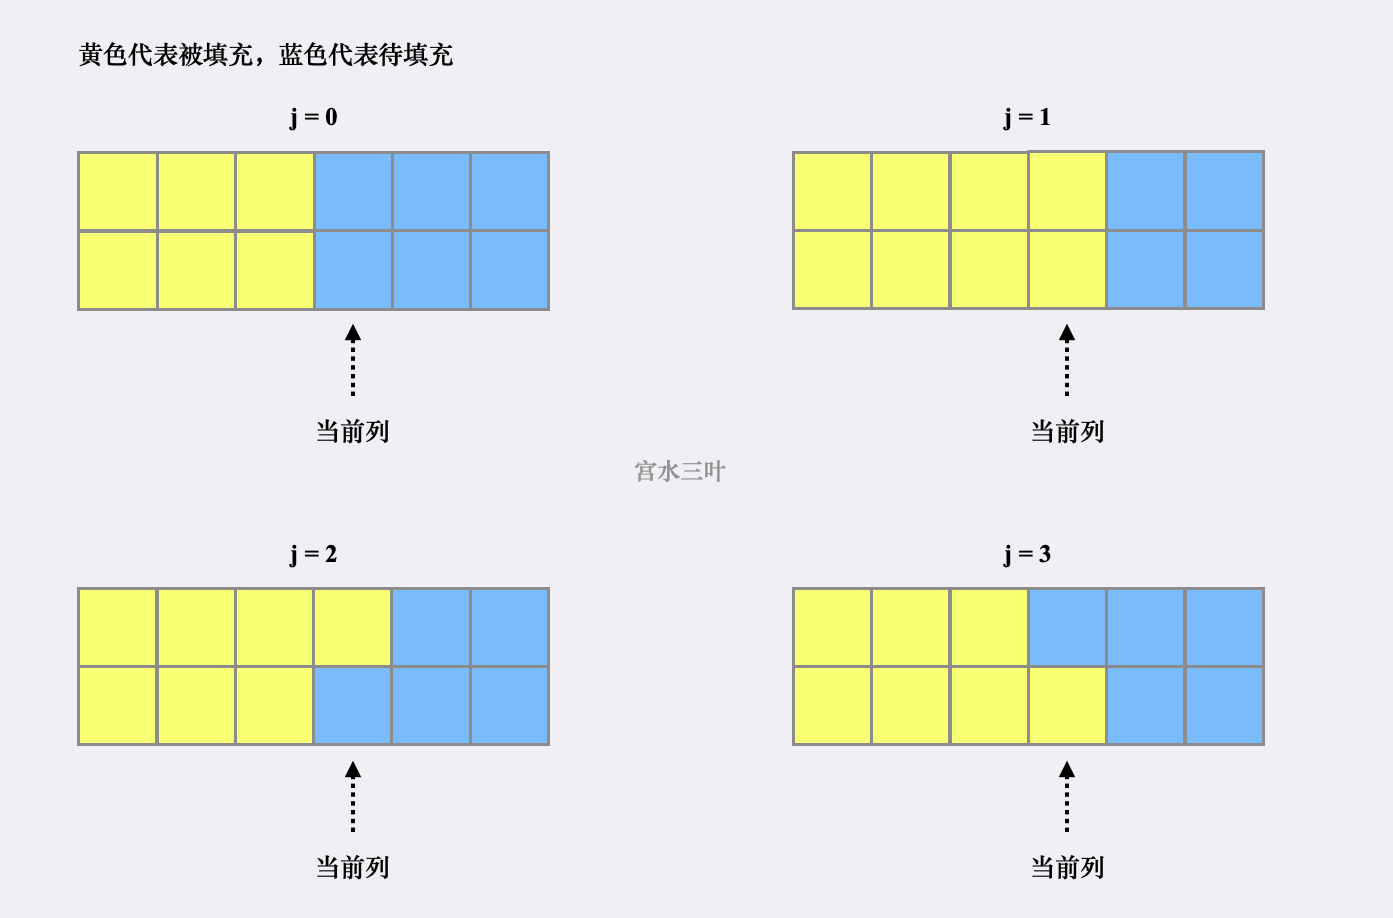 黄色代表被填充，蓝色代表待填充
j = 0
j = 1
当前列
当前列
宫水三叶
j = 2
j = 3
当前列
当前列